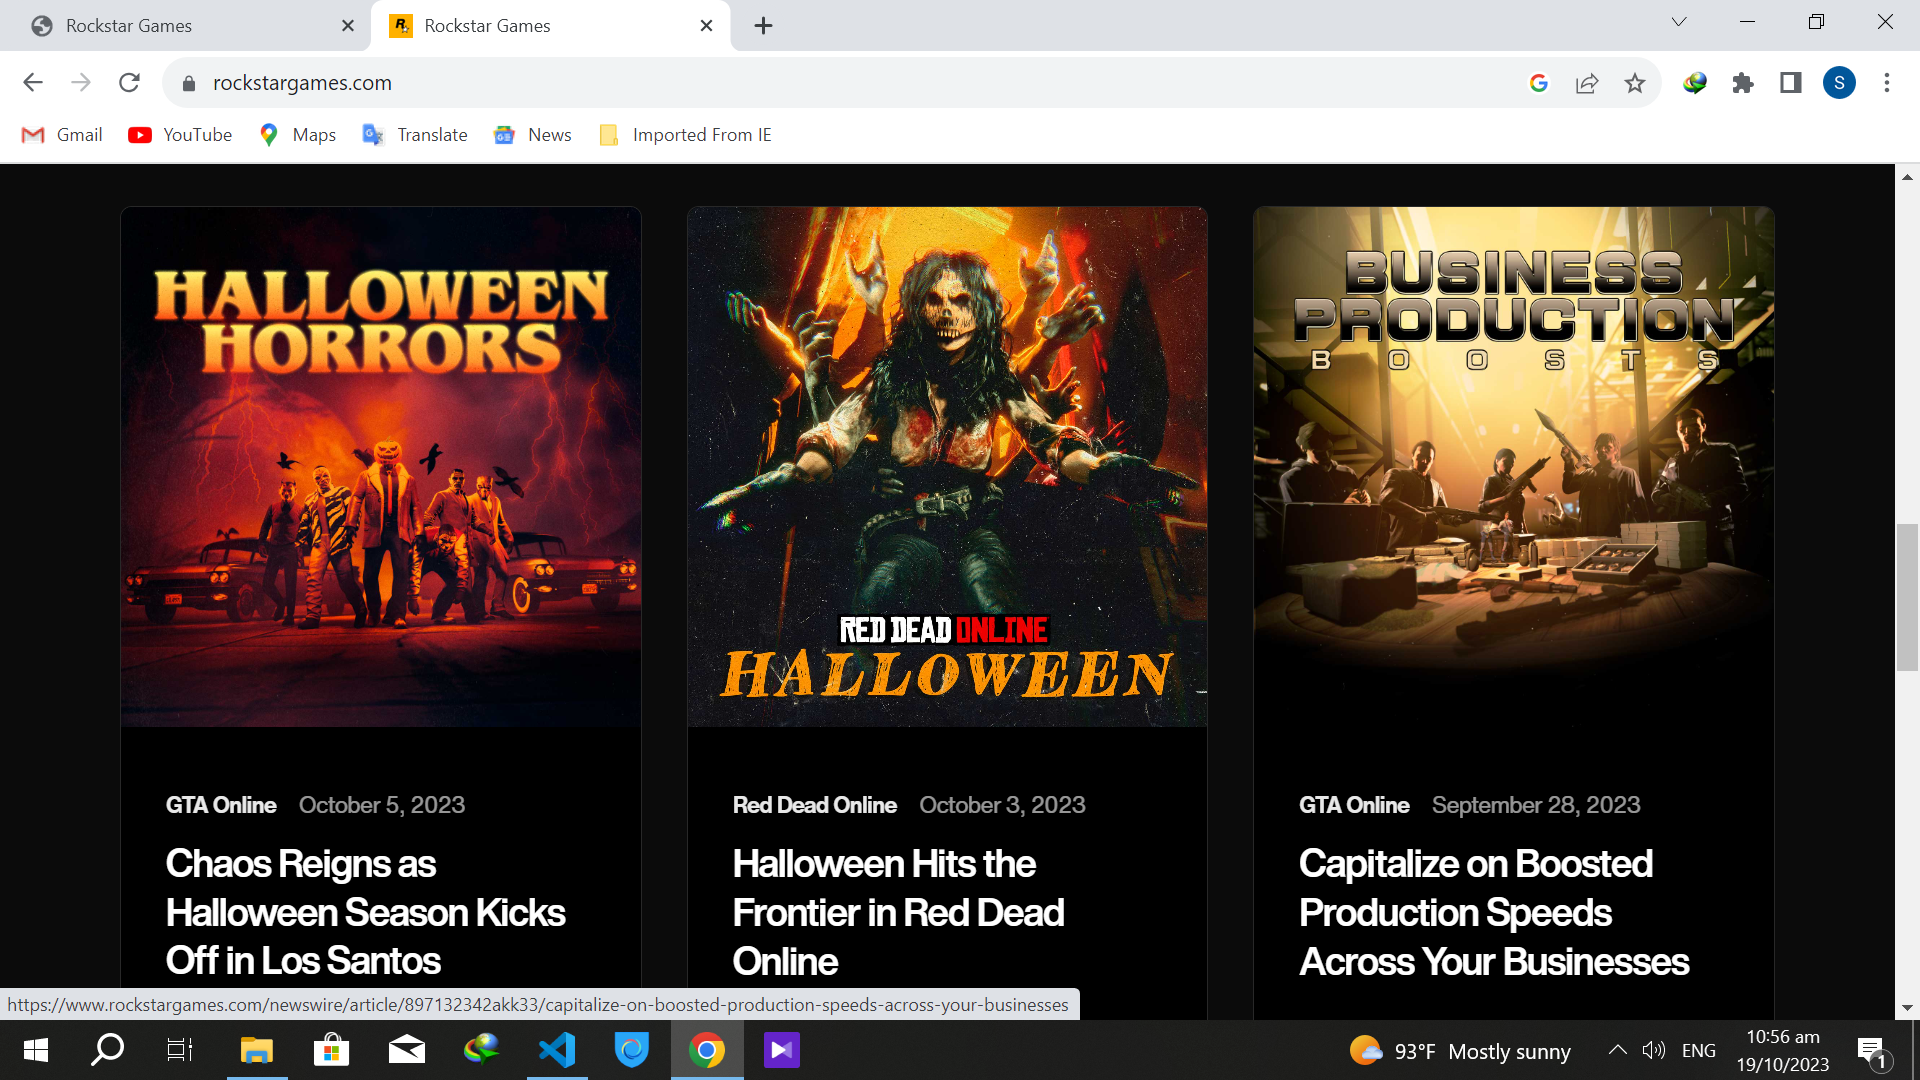 Rockstar Games
Rockstar Games
rockstargames.com
S
Gmail
YouTube
Maps
Translate
News
Imported From IE
HALLOWEEN
HORRORS
RED DEAD ONLINE
HALLOWEEN
BUSINESS
PRODUCTION
BOOSTS
GTA Online October 5, 2023
Chaos Reigns as
Halloween Season Kicks
Off in Los Santos
Red Dead Online October 3, 2023
Halloween Hits the
Frontier in Red Dead
Online
GTA Online September 28, 2023
Capitalize on Boosted
Production Speeds
Across Your Businesses
https://www.rockstargames.com/newswire/article/897132342akk33/capitalize-on-boosted-production-speeds-across-your-businesses
93°F Mostly sunny
ENG
10:56 am
19/10/2023
1